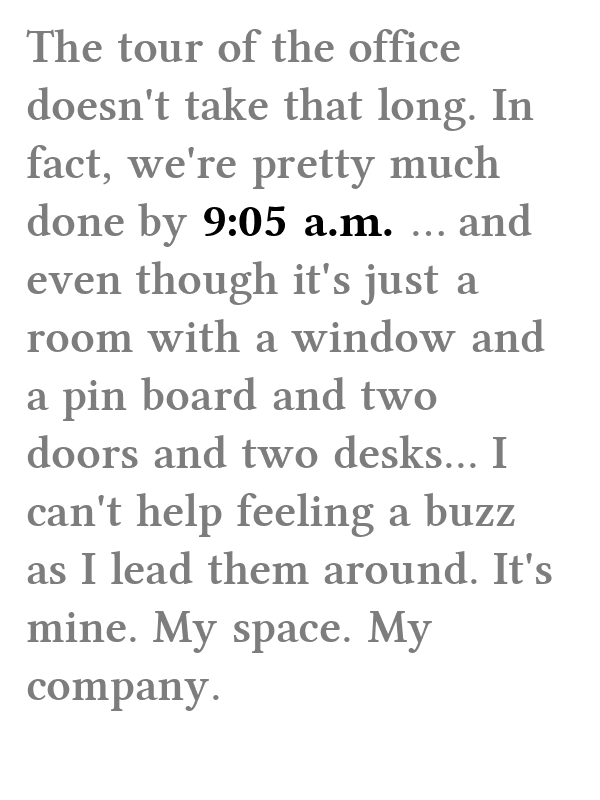 The tour of the office
doesn't take that long. In
fact, we're pretty much
done by 9:05 a.m. ... and
even though it's just a
room with a window and
a pin board and two
doors and two desks... I
can't help feeling a buzz
as I lead them around. It's
mine. My space. My
company.